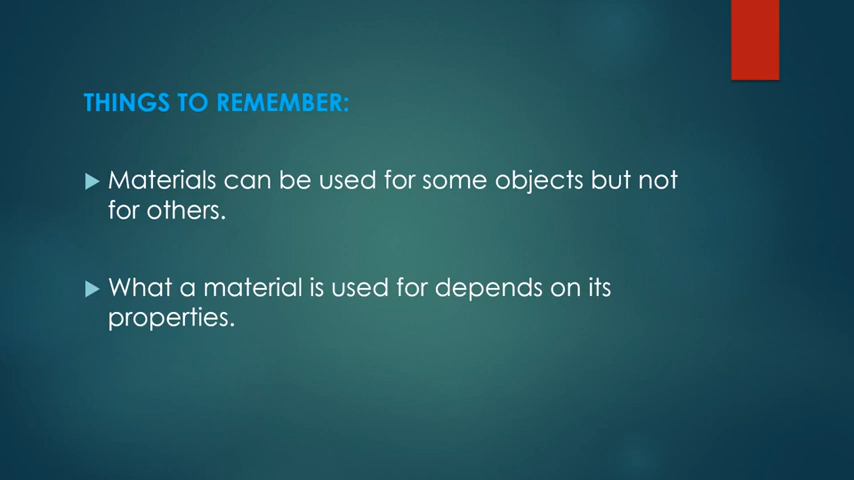 THINGS TO REMEMBER:
Materials can be used for some objects but not
for others.
What a material is used for depends on its
properties.